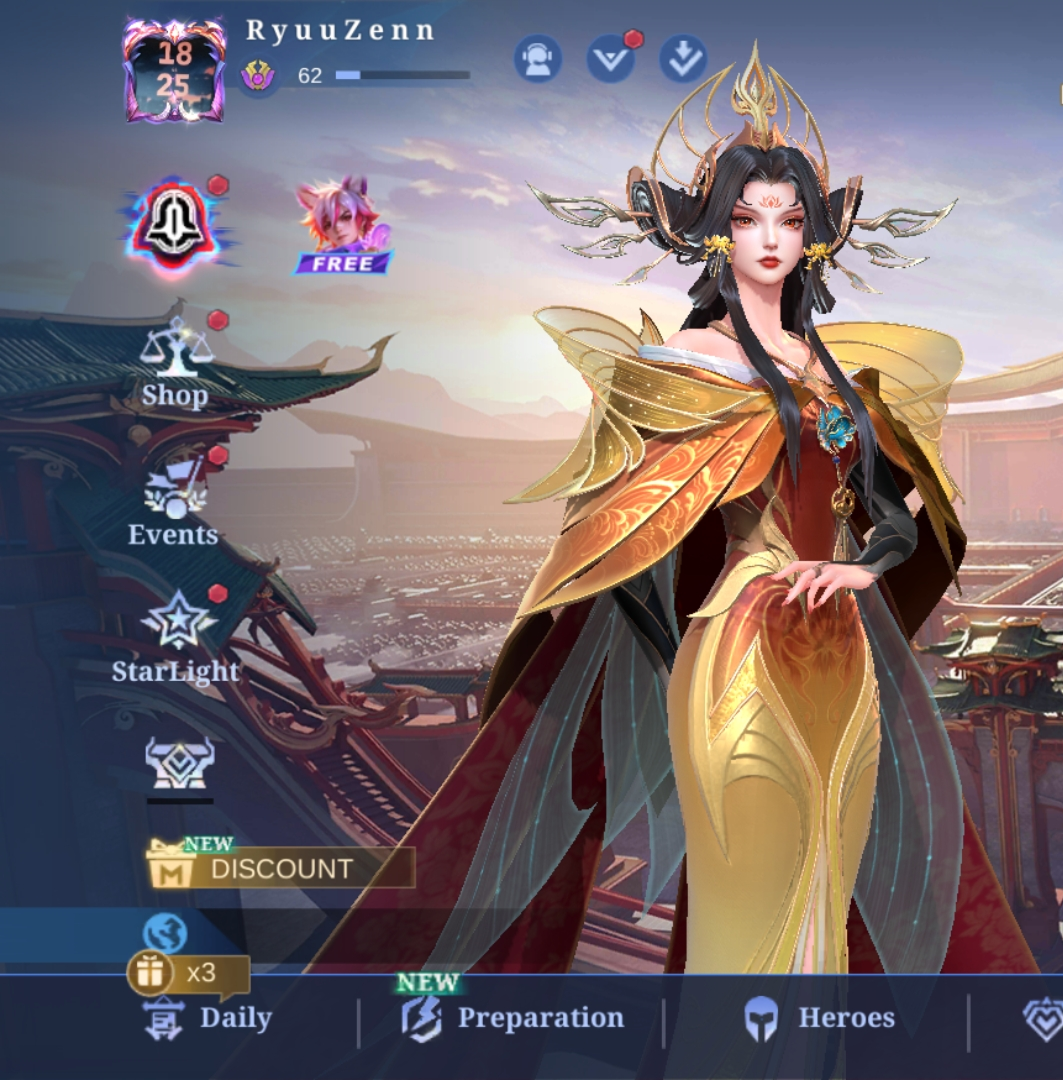 RyuuZenn
18
25
62
FREE
Shop
Events
StarLight
NEW
DISCOUNT
x3
Daily
NEW
Preparation
Heroes